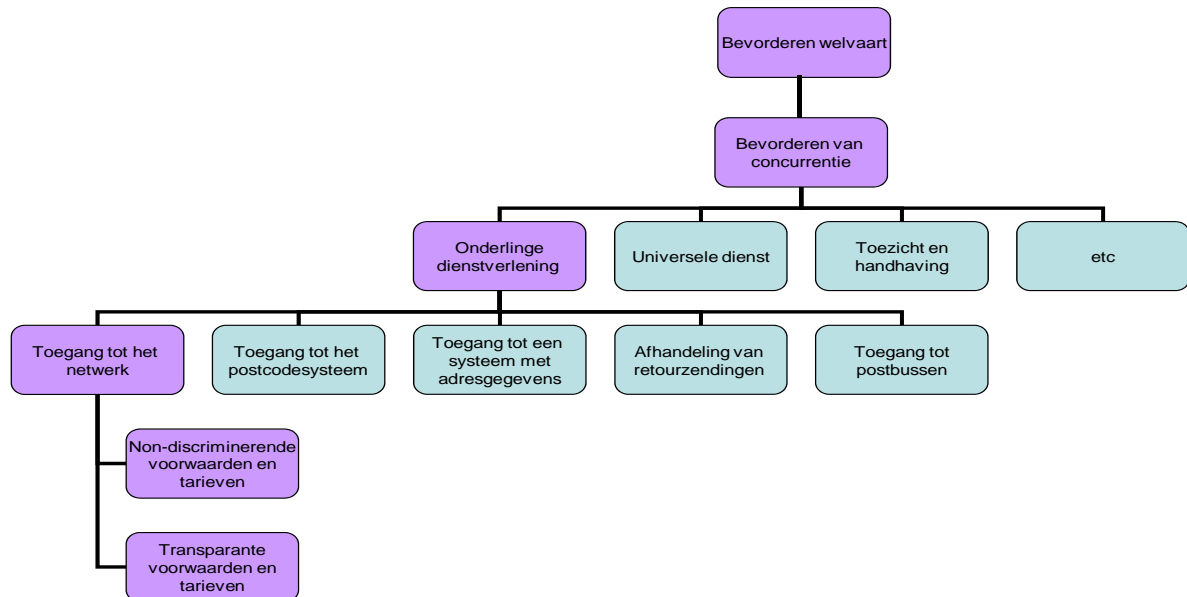 Bevorderen welvaart
Bevorderen van
concurrentie
Onderlinge
dienstverlening
Universele dienst
Toezicht en
handhaving
etc
Toegang tot het
netwerk
Toegang tot het
postcodesysteem
Toegang tot een
systeem met
adresgegevens
Afhandeling van
retourzendingen
Toegang tot
postbussen
Non-discriminerende
voorwaarden en
tarieven
Transparante
voorwaarden en
tarieven